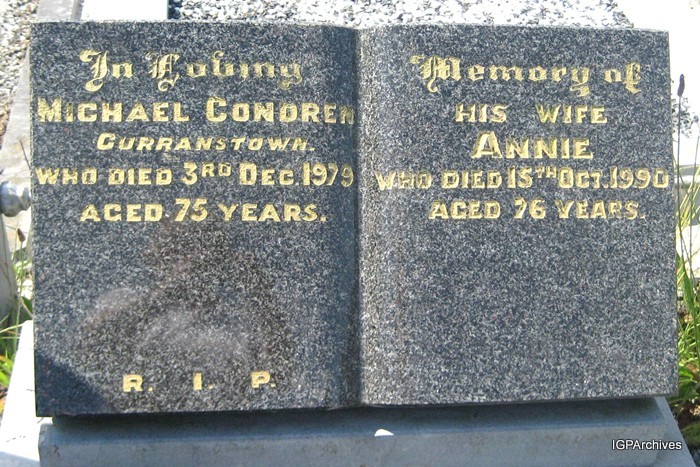 In Loving
MICHAEL CONDREN
CURRANSTOWN.
WHO DIED 3RD DEC. 1979
AGED 75 YEARS.
R. I. P.
Memory of
HIS WIFE
ANNIE
WHO DIED 15TH OCT. 1990
AGED 76 YEARS.
IGPArchives